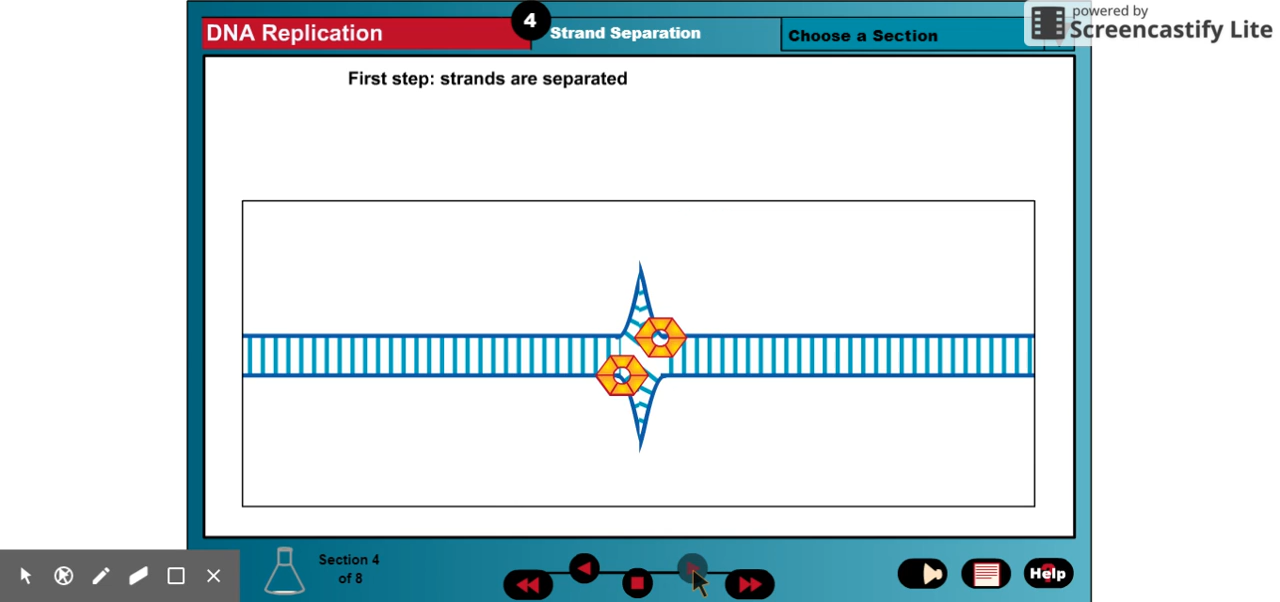 powered by
Screencastify Lite
DNA Replication
4
Strand Separation
Choose a Section
First step: strands are separated
Section 4
of 8
Help